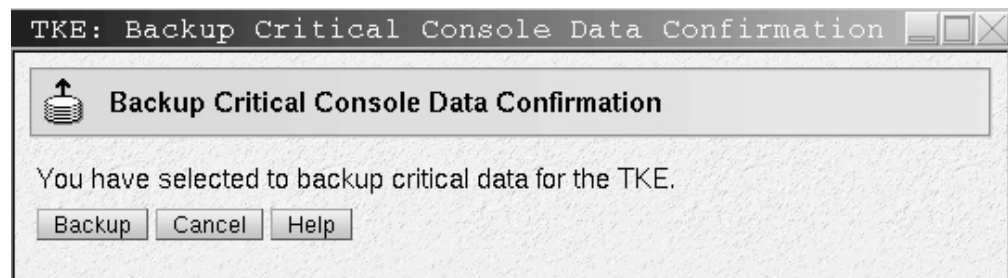 TKE: Backup Critical Console Data Confirmation
Backup Critical Console Data Confirmation
You have selected to backup critical data for the TKE.
Backup Cancel Help